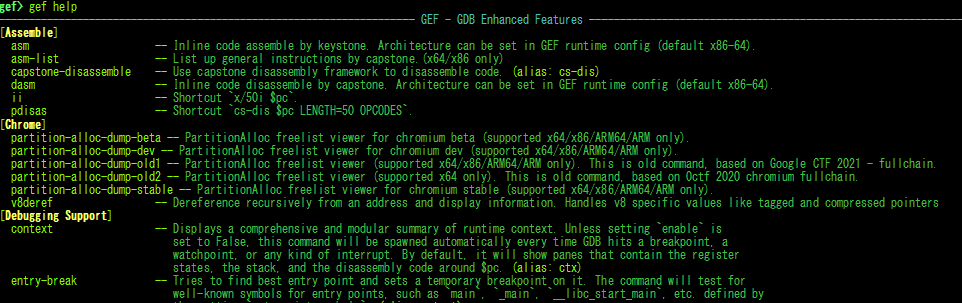 gef> gef help
GEF - GDB Enhanced Features
[Assemble]
asm -- Inline code assemble by keystone. Architecture can be set in GEF runtime config (default x86-64).
asm-list -- List up general instructions by capstone.(x64/x86 only)
capstone-disassemble -- Use capstone disassembly framework to disassemble code. (alias: cs-dis)
dasm -- Inline code disassemble by capstone. Architecture can be set in GEF runtime config (default x86-64).
ii -- Shortcut `x/50i $pc`.
pdisas -- Shortcut `cs-dis $pc LENGTH=50 OPCODES`.
[Chrome]
partition-alloc-dump-beta -- PartitionAlloc freelist viewer for chromium beta (supported x64/x86/ARM64/ARM only).
partition-alloc-dump-dev -- PartitionAlloc freelist viewer for chromium dev (supported x64/x86/ARM64/ARM only).
partition-alloc-dump-old1 -- PartitionAlloc freelist viewer (supported x64/x86/ARM64/ARM only). This is old command, based on Google CTF 2021 - fullchain.
partition-alloc-dump-old2 -- PartitionAlloc freelist viewer (supported x64 only). This is old command, based on 0ctf 2020 chromium fullchain.
partition-alloc-dump-stable -- PartitionAlloc freelist viewer for chromium stable (supported x64/x86/ARM64/ARM only).
v8deref -- Dereference recursively from an address and display information. Handles v8 specific values like tagged and compressed pointers
[Debugging Support]
context -- Displays a comprehensive and modular summary of runtime context. Unless setting `enable` is
set to False, this command will be spawned automatically every time GDB hits a breakpoint, a
watchpoint, or any kind of interrupt. By default, it will show panes that contain the register
states, the stack, and the disassembly code around $pc. (alias: ctx)
entry-break -- Tries to find best entry point and sets a temporary breakpoint on it. The command will test for
well-known symbols for entry points, such as `main`, `_main`, `__libc_start_main`, etc. defined by